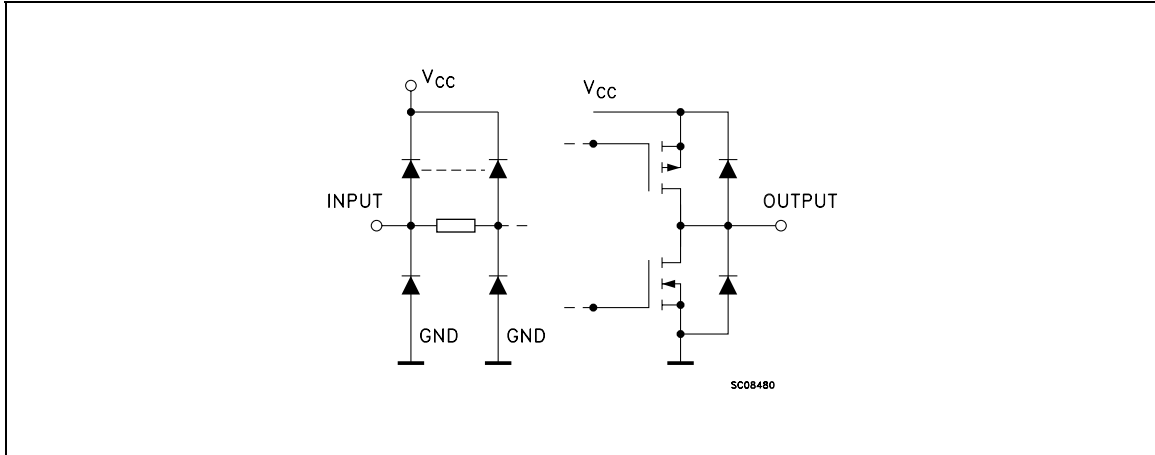 VCC
VCC
INPUT
OUTPUT
GND
GND
SC08480